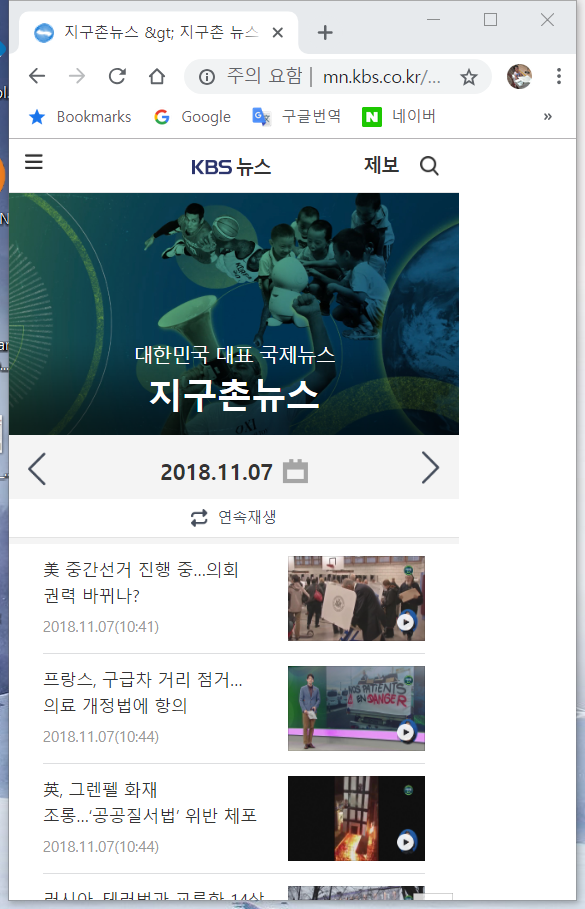 지구촌뉴스 &gt; 지구촌 뉴스
주의 요함 | mn.kbs.co.kr/...
Bookmarks Google 구글번역 네이버 »
KBS 뉴스 제보
대한민국 대표 국제뉴스
지구촌뉴스
2018.11.07
연속재생
美 중간선거 진행 중...의회
권력 바뀌나?
2018.11.07(10:41)
프랑스, 구급차 거리 점거...
의료 개정법에 항의
2018.11.07(10:44)
NOS PATIENTS
EN DANGER
英, 그렌펠 화재
조롱...‘공공질서법’ 위반 체포
2018.11.07(10:44)